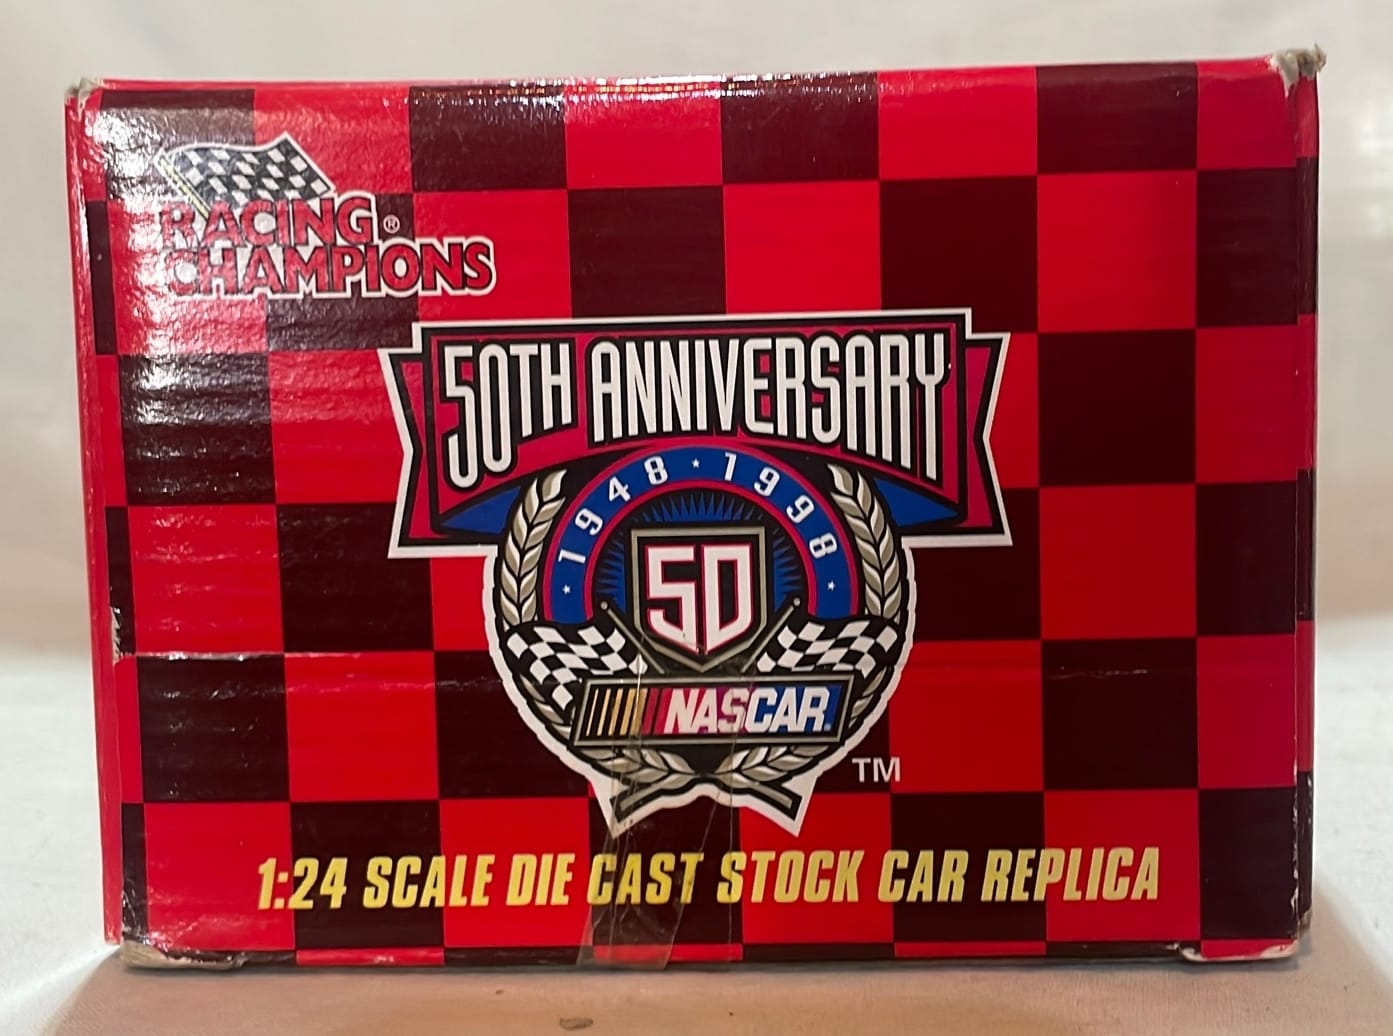 RACING®
CHAMPIONS
50TH ANNIVERSARY
· 1948 · 1998 ·
50
NASCAR
TM
1:24 SCALE DIE CAST STOCK CAR REPLICA